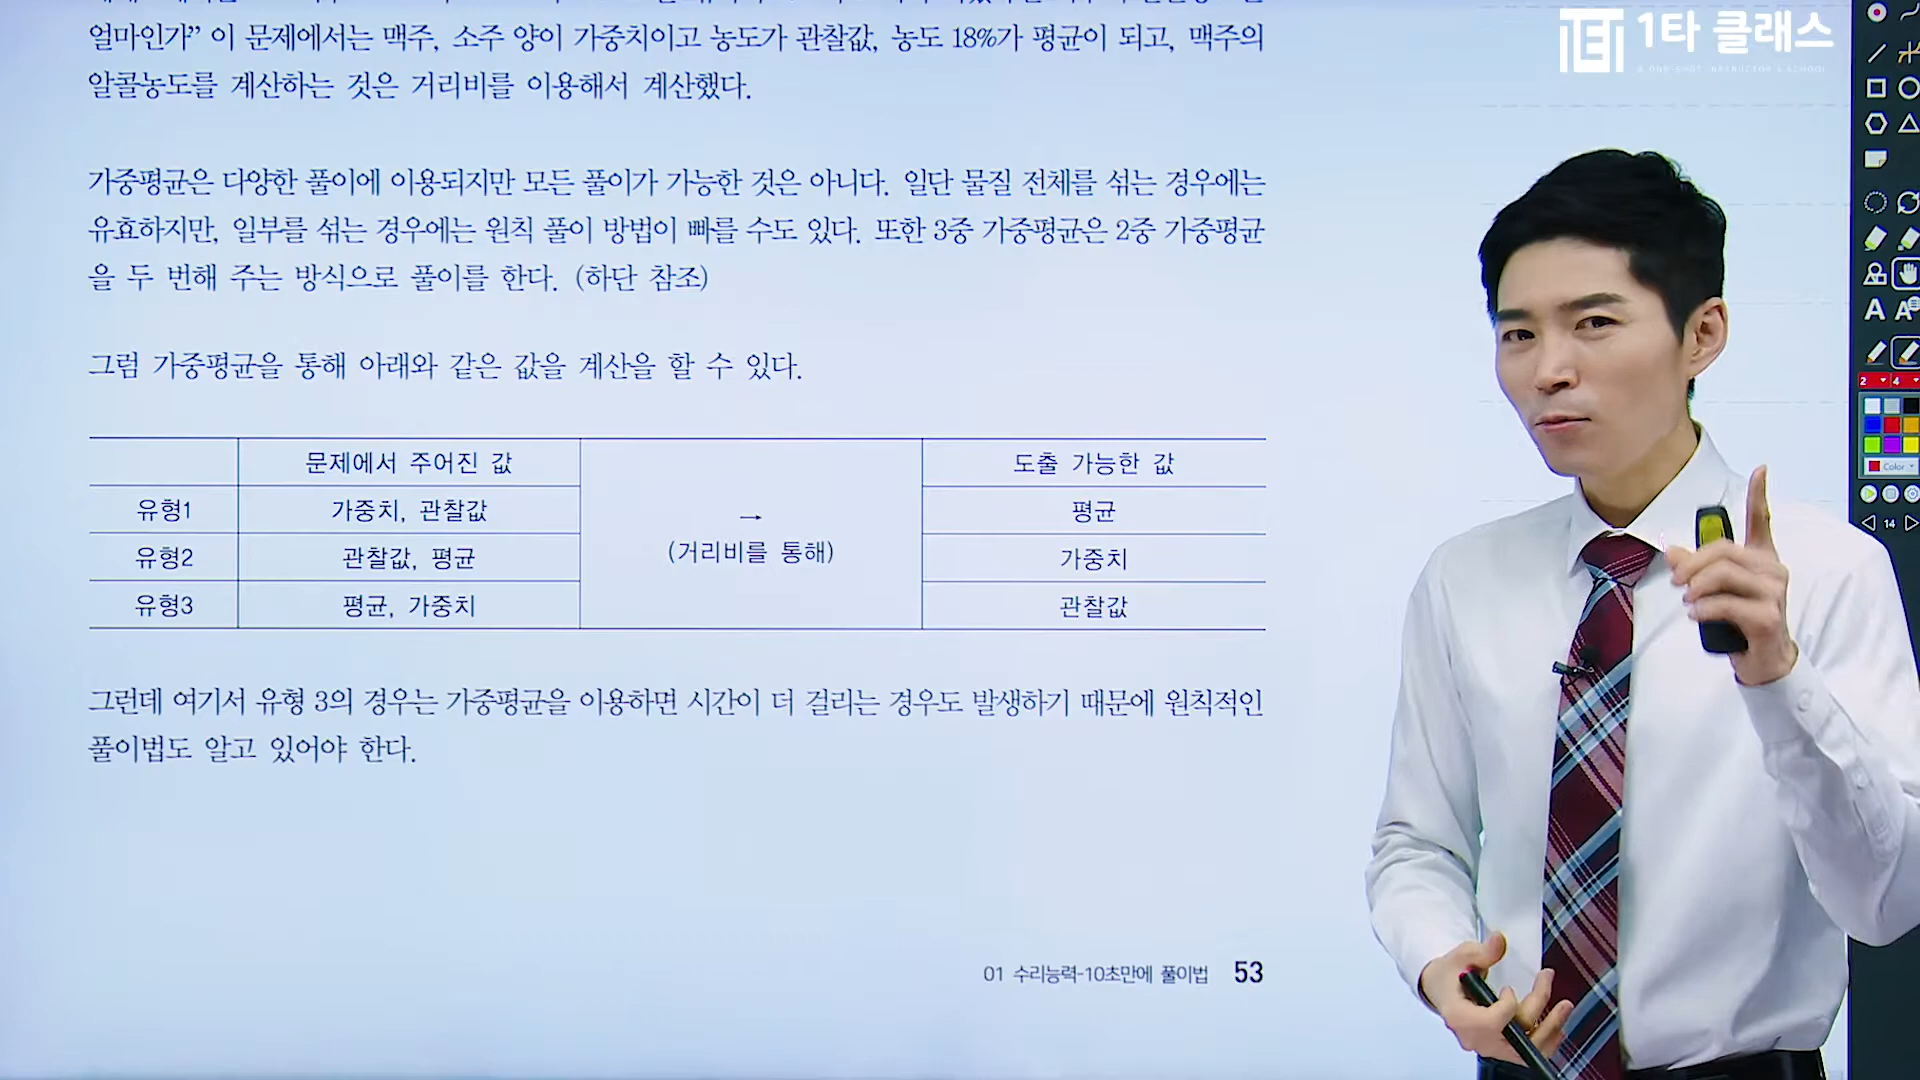 얼마인가” 이 문제에서는 맥주, 소주 양이 가중치이고 농도가 관찰값, 농도 18%가 평균이 되고, 맥주의
알콜농도를 계산하는 것은 거리비를 이용해서 계산했다.
가중평균은 다양한 풀이에 이용되지만 모든 풀이가 가능한 것은 아니다. 일단 물질 전체를 섞는 경우에는
유효하지만, 일부를 섞는 경우에는 원칙 풀이 방법이 빠를 수도 있다. 또한 3중 가중평균은 2중 가중평균
을 두 번해 주는 방식으로 풀이를 한다. (하단 참조)
그럼 가중평균을 통해 아래와 같은 값을 계산을 할 수 있다.
문제에서 주어진 값 도출 가능한 값
유형1 가중치, 관찰값 → 평균
유형2 관찰값, 평균 (거리비를 통해) 가중치
유형3 평균, 가중치 관찰값
그런데 여기서 유형 3의 경우는 가중평균을 이용하면 시간이 더 걸리는 경우도 발생하기 때문에 원칙적인
풀이법도 알고 있어야 한다.
01 수리능력-10초만에 풀이법 53
1타 클래스
A A
2 4
Color
14